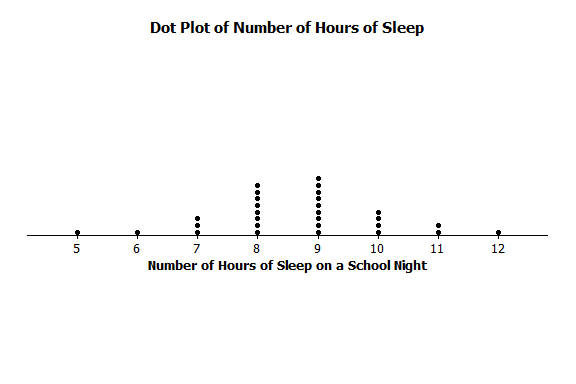 Dot Plot of Number of Hours of Sleep
5 6 7 8 9 10 11 12
Number of Hours of Sleep on a School Night